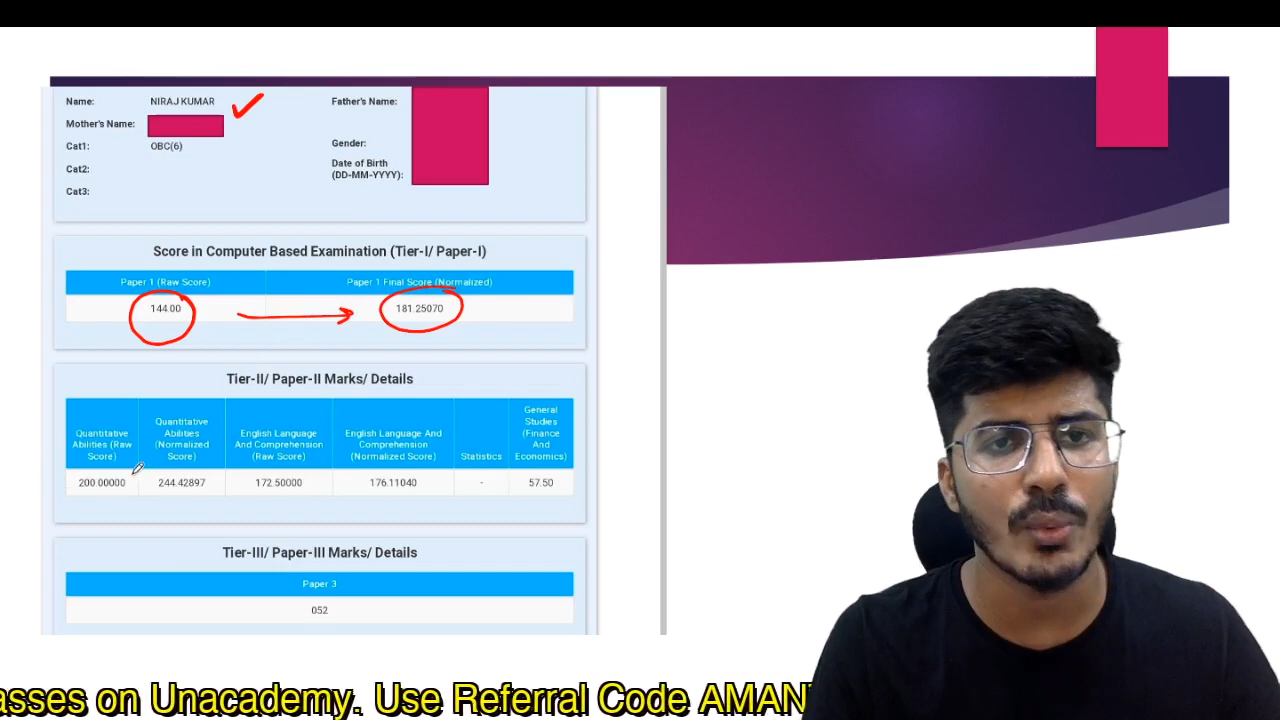 Name: NIRAJ KUMAR Father's Name:
Mother's Name:
Cat1: OBC(6) Gender:
Cat2: Date of Birth
(DD-MM-YYYY):
Cat3:
Score in Computer Based Examination (Tier-I/ Paper-I)
Paper 1 (Raw Score) Paper 1 Final Score (Normalized)
144.00 181.25070
Tier-II/ Paper-II Marks/ Details
Quantitative
Abilities (Raw
Score)
Quantitative
Abilities
(Normalized
Score)
English Language
And Comprehension
(Raw Score)
English Language And
Comprehension
(Normalized Score)
Statistics
General
Studies
(Finance
And
Economics)
200.00000 244.42897 172.50000 176.11040 - 57.50
Tier-III/ Paper-III Marks/ Details
Paper 3
052
asses on Unacademy. Use Referral Code AMAN